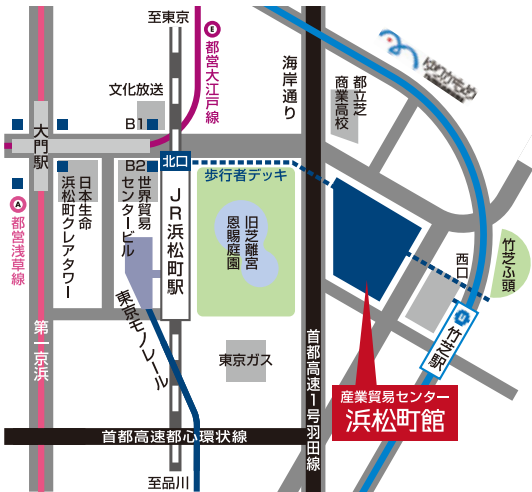 至東京
E
都営大江戸線
海岸通り
ゆりかもめ
文化放送
都立芝
商業高校
B1
大門駅
B2
北口
歩行者デッキ
日本生命
浜松町クレアタワー
世界貿易
センタービル
JR浜松町駅
旧芝離宮
恩賜庭園
A
都営浅草線
西口
竹芝ふ頭
U
竹芝駅
東京モノレール
第一京浜
東京ガス
首都高速1号羽田線
産業貿易センター
浜松町館
首都高速都心環状線
至品川